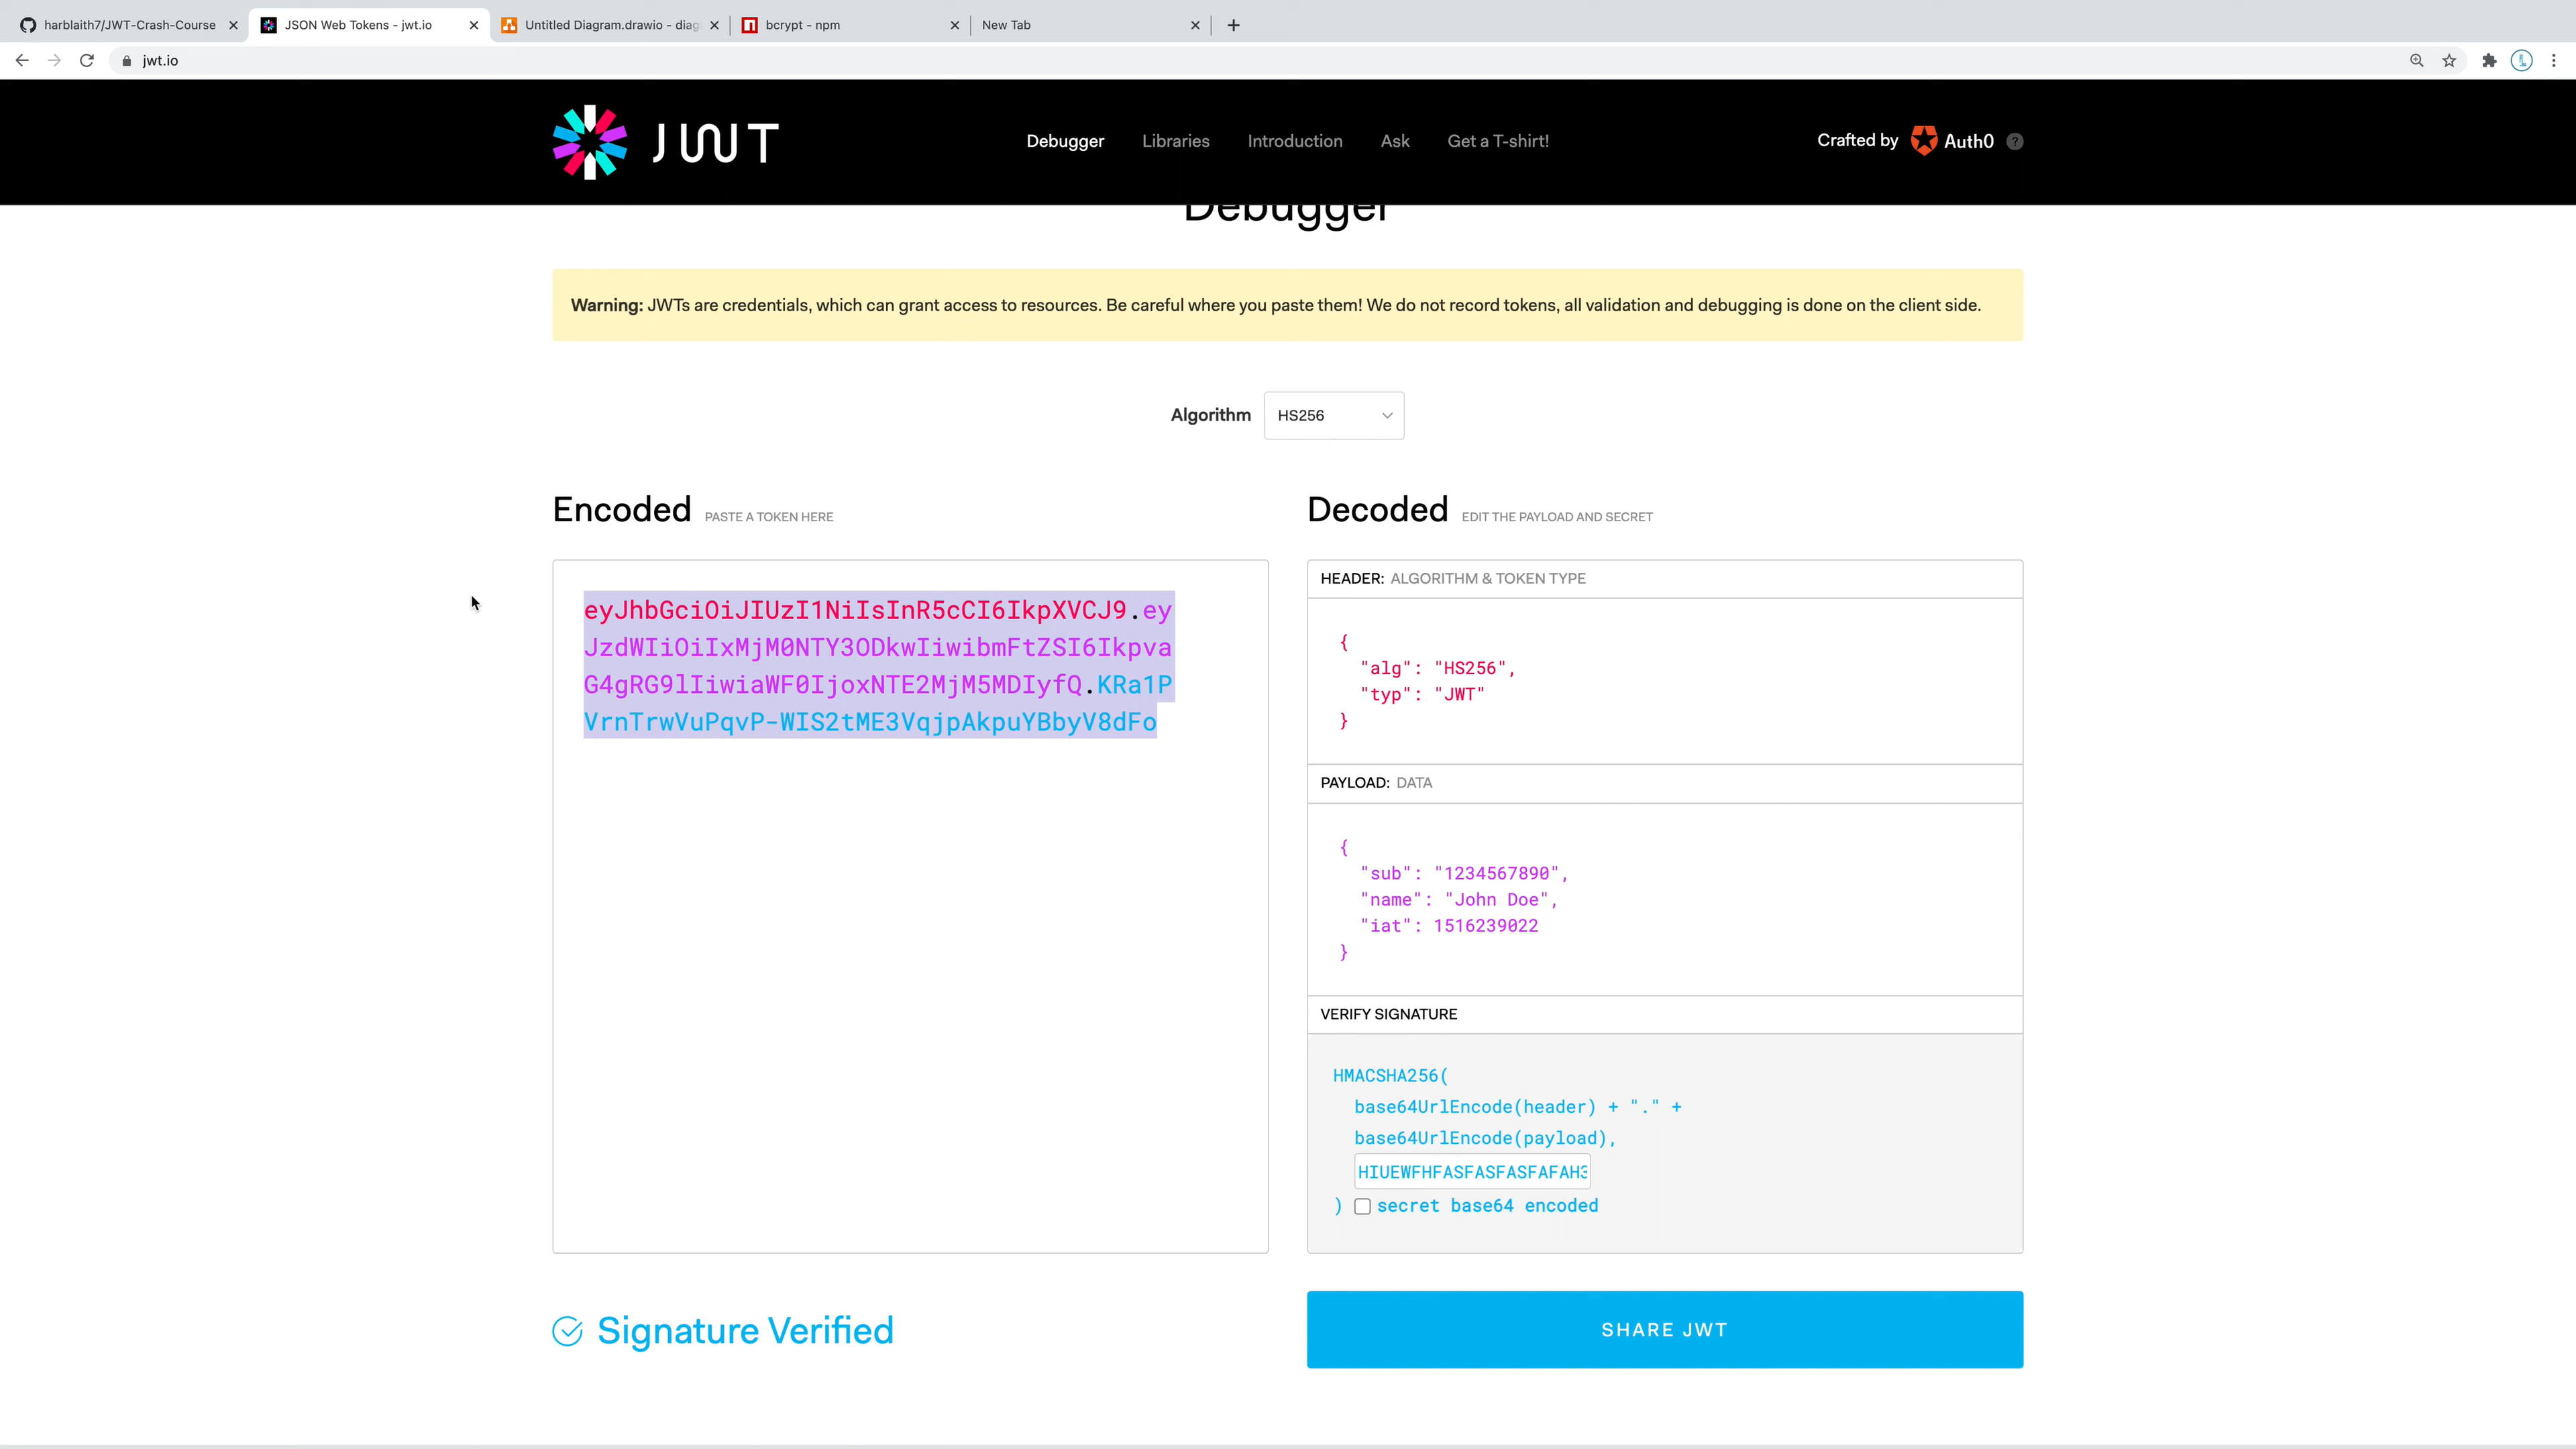 harblaith7/JWT-Crash-Course
JSON Web Tokens - jwt.io
Untitled Diagram.drawio - diag
bcrypt - npm
New Tab
jwt.io
JWT
Debugger
Libraries
Introduction
Ask
Get a T-shirt!
Crafted by
Auth0
?
Debugger
Warning: JWTs are credentials, which can grant access to resources. Be careful where you paste them! We do not record tokens, all validation and debugging is done on the client side.
Algorithm
HS256
Encoded
PASTE A TOKEN HERE
eyJhbGciOiJIUzI1NiIsInR5cCI6IkpXVCJ9.ey
JzdWIiOiIxMjM0NTY3ODkwIiwibmFtZSI6Ikpva
G4gRG9lIiwiaWF0IjoxNTE2MjM5MDIyfQ.KRa1P
VrnTrwVuPqvP-WIS2tME3VqjpAkpuYBbyV8dFo
Signature Verified
Decoded
EDIT THE PAYLOAD AND SECRET
HEADER: ALGORITHM & TOKEN TYPE
{
"alg": "HS256",
"typ": "JWT"
}
PAYLOAD: DATA
{
"sub": "1234567890",
"name": "John Doe",
"iat": 1516239022
}
VERIFY SIGNATURE
HMACSHA256(
base64UrlEncode(header) + "." +
base64UrlEncode(payload),
HIUEWFHFASFASFASFAFAH3
) secret base64 encoded
SHARE JWT